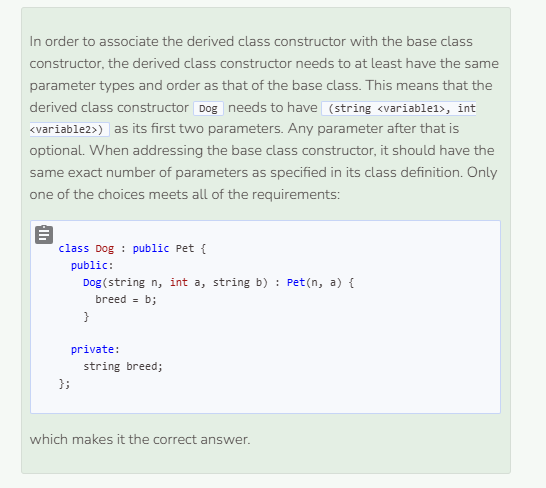 In order to associate the derived class constructor with the base class
constructor, the derived class constructor needs to at least have the same
parameter types and order as that of the base class. This means that the
derived class constructor Dog needs to have (string <variable1>, int
<variable2>) as its first two parameters. Any parameter after that is
optional. When addressing the base class constructor, it should have the
same exact number of parameters as specified in its class definition. Only
one of the choices meets all of the requirements:
class Dog : public Pet {
  public:
    Dog(string n, int a, string b) : Pet(n, a) {
      breed = b;
    }
  private:
    string breed;
};
which makes it the correct answer.